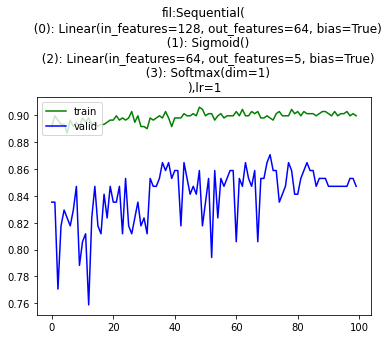 fil:Sequential(
(0): Linear(in_features=128, out_features=64, bias=True)
(1): Sigmoid()
(2): Linear(in_features=64, out_features=5, bias=True)
(3): Softmax(dim=1)
),lr=1
train
valid
0.90
0.88
0.86
0.84
0.82
0.80
0.78
0.76
0 20 40 60 80 100